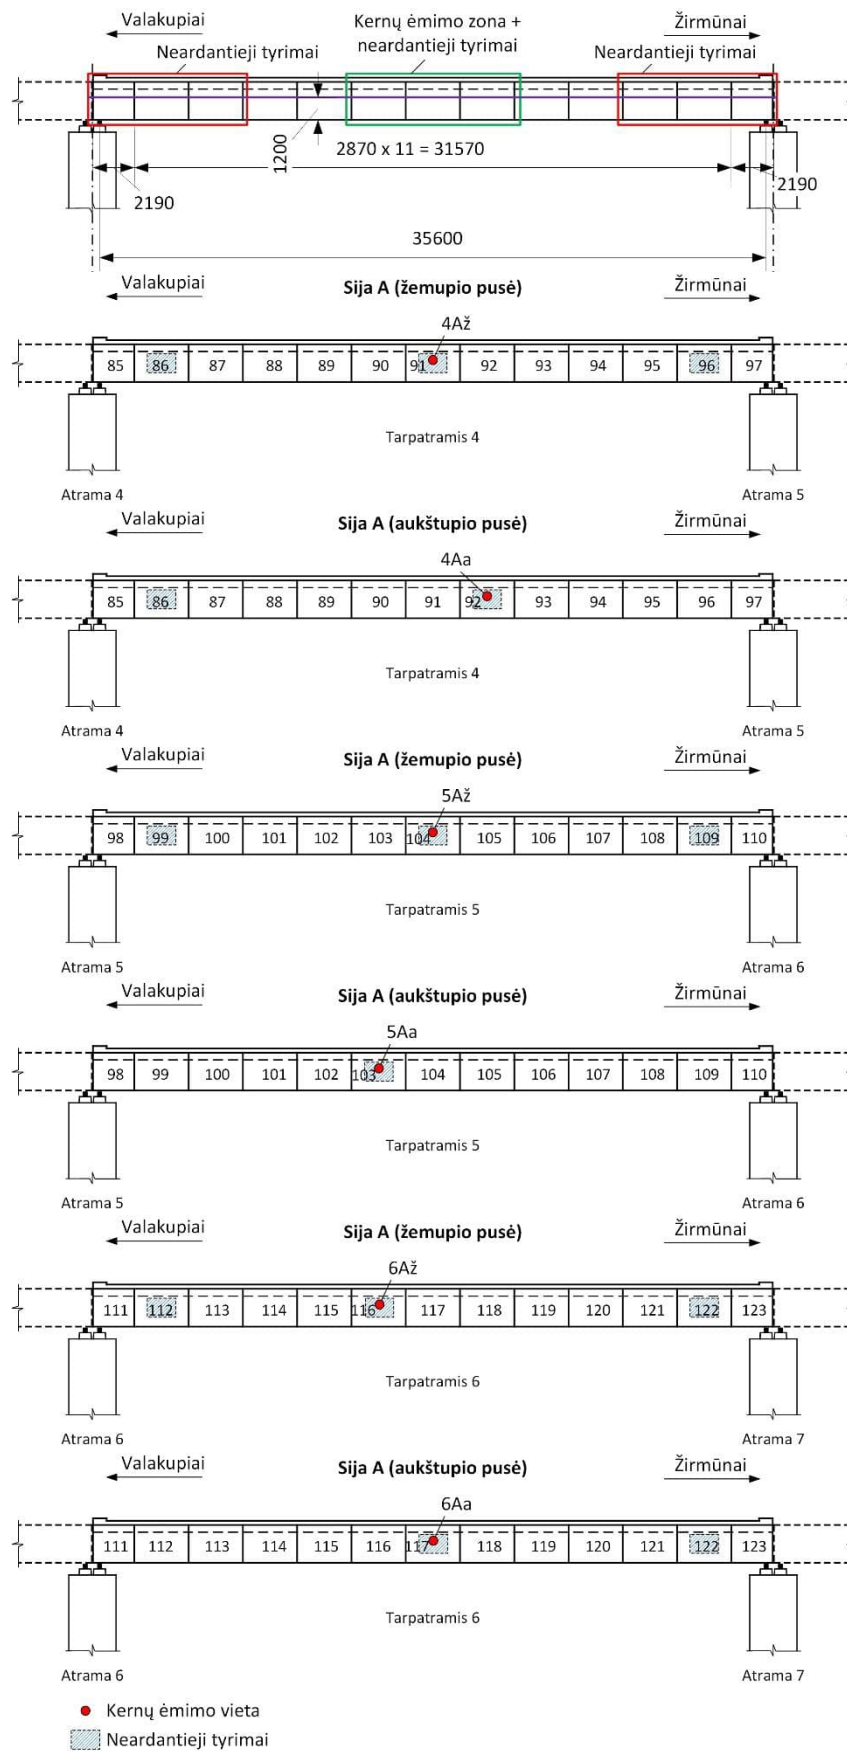 Valakupiai
Kernų ėmimo zona +
neardantieji tyrimai
Žirmūnai
Neardantieji tyrimai
Neardantieji tyrimai
1200
2870 x 11 = 31570
2190
2190
35600
Valakupiai
Sija A (žemupio pusė)
Žirmūnai
4Až
85 86 87 88 89 90 91 92 93 94 95 96 97
Tarpatramis 4
Atrama 4
Atrama 5
Valakupiai
Sija A (aukštupio pusė)
Žirmūnai
4Aa
85 86 87 88 89 90 91 92 93 94 95 96 97
Tarpatramis 4
Atrama 4
Atrama 5
Valakupiai
Sija A (žemupio pusė)
Žirmūnai
5Až
98 99 100 101 102 103 104 105 106 107 108 109 110
Tarpatramis 5
Atrama 5
Atrama 6
Valakupiai
Sija A (aukštupio pusė)
Žirmūnai
5Aa
98 99 100 101 102 103 104 105 106 107 108 109 110
Tarpatramis 5
Atrama 5
Atrama 6
Valakupiai
Sija A (žemupio pusė)
Žirmūnai
6Až
111 112 113 114 115 116 117 118 119 120 121 122 123
Tarpatramis 6
Atrama 6
Atrama 7
Valakupiai
Sija A (aukštupio pusė)
Žirmūnai
6Aa
111 112 113 114 115 116 117 118 119 120 121 122 123
Tarpatramis 6
Atrama 6
Atrama 7
Kernų ėmimo vieta
Neardantieji tyrimai